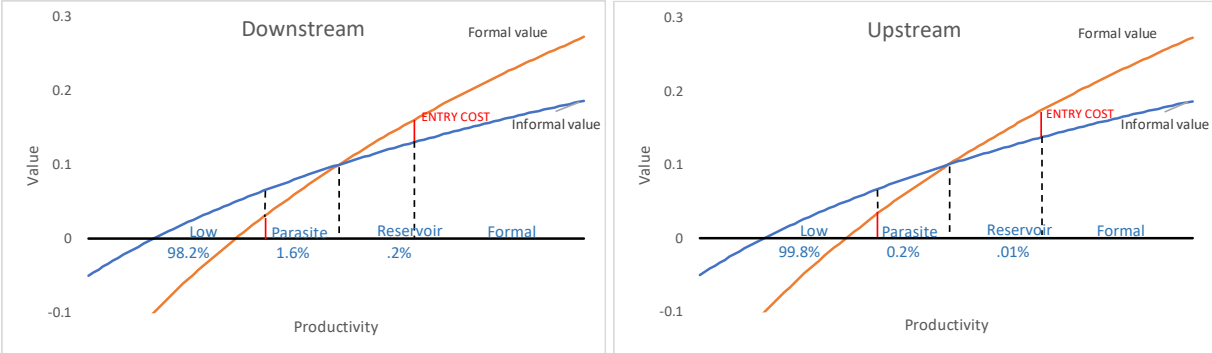 Downstream
0.3
0.2
0.1
0
-0.1
Value
Formal value
ENTRY COST
Informal value
Low
Parasite
Reservoir
Formal
98.2%
1.6%
.2%
Productivity
Upstream
0.3
0.2
0.1
0
-0.1
Value
Formal value
ENTRY COST
Informal value
Low
Parasite
Reservoir
Formal
99.8%
0.2%
.01%
Productivity